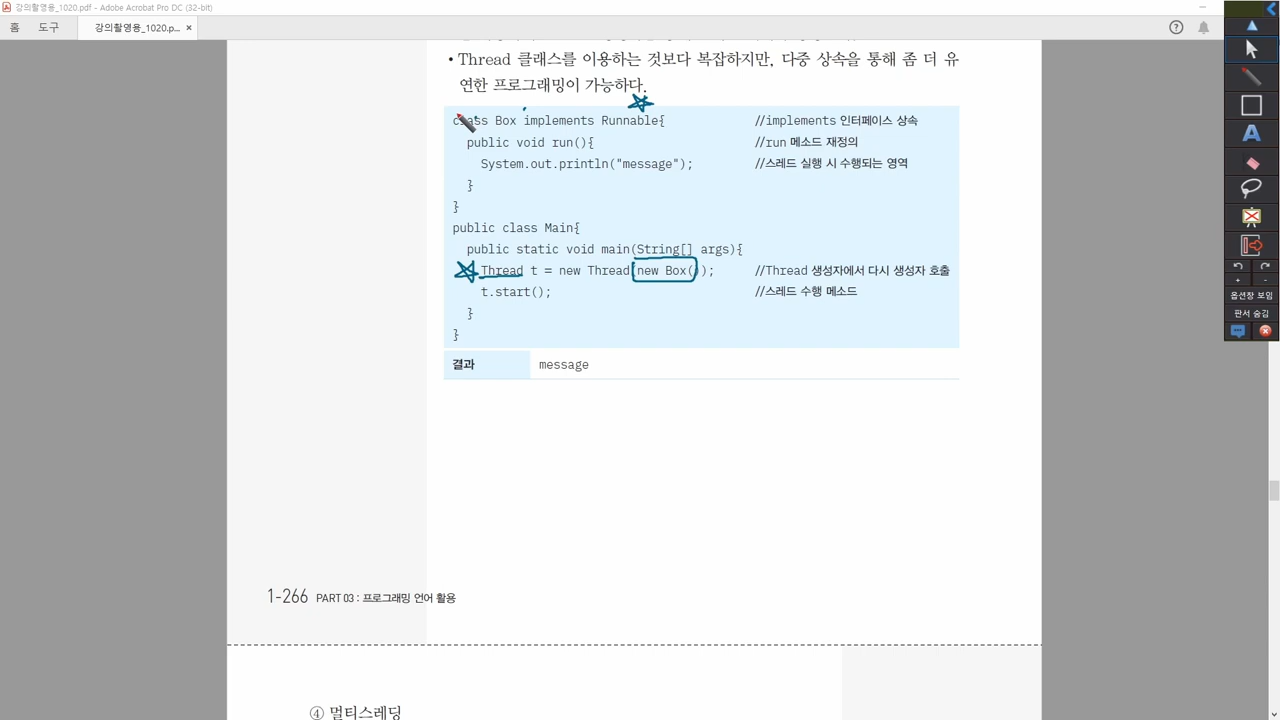 강의촬영용_1020.pdf - Adobe Acrobat Pro DC (32-bit)
홈 도구 강의촬영용_1020.p... ×
• Thread 클래스를 이용하는 것보다 복잡하지만, 다중 상속을 통해 좀 더 유
연한 프로그래밍이 가능하다.
class Box implements Runnable{ //implements 인터페이스 상속
public void run(){ //run 메소드 재정의
System.out.println("message"); //스레드 실행 시 수행되는 영역
}
}
public class Main{
public static void main(String[] args){
Thread t = new Thread(new Box()); //Thread 생성자에서 다시 생성자 호출
t.start(); //스레드 수행 메소드
}
}
결과 message
1-266 PART 03 : 프로그래밍 언어 활용
④ 멀티스레딩
A
+ -
옵션장 보임
판서 숨김